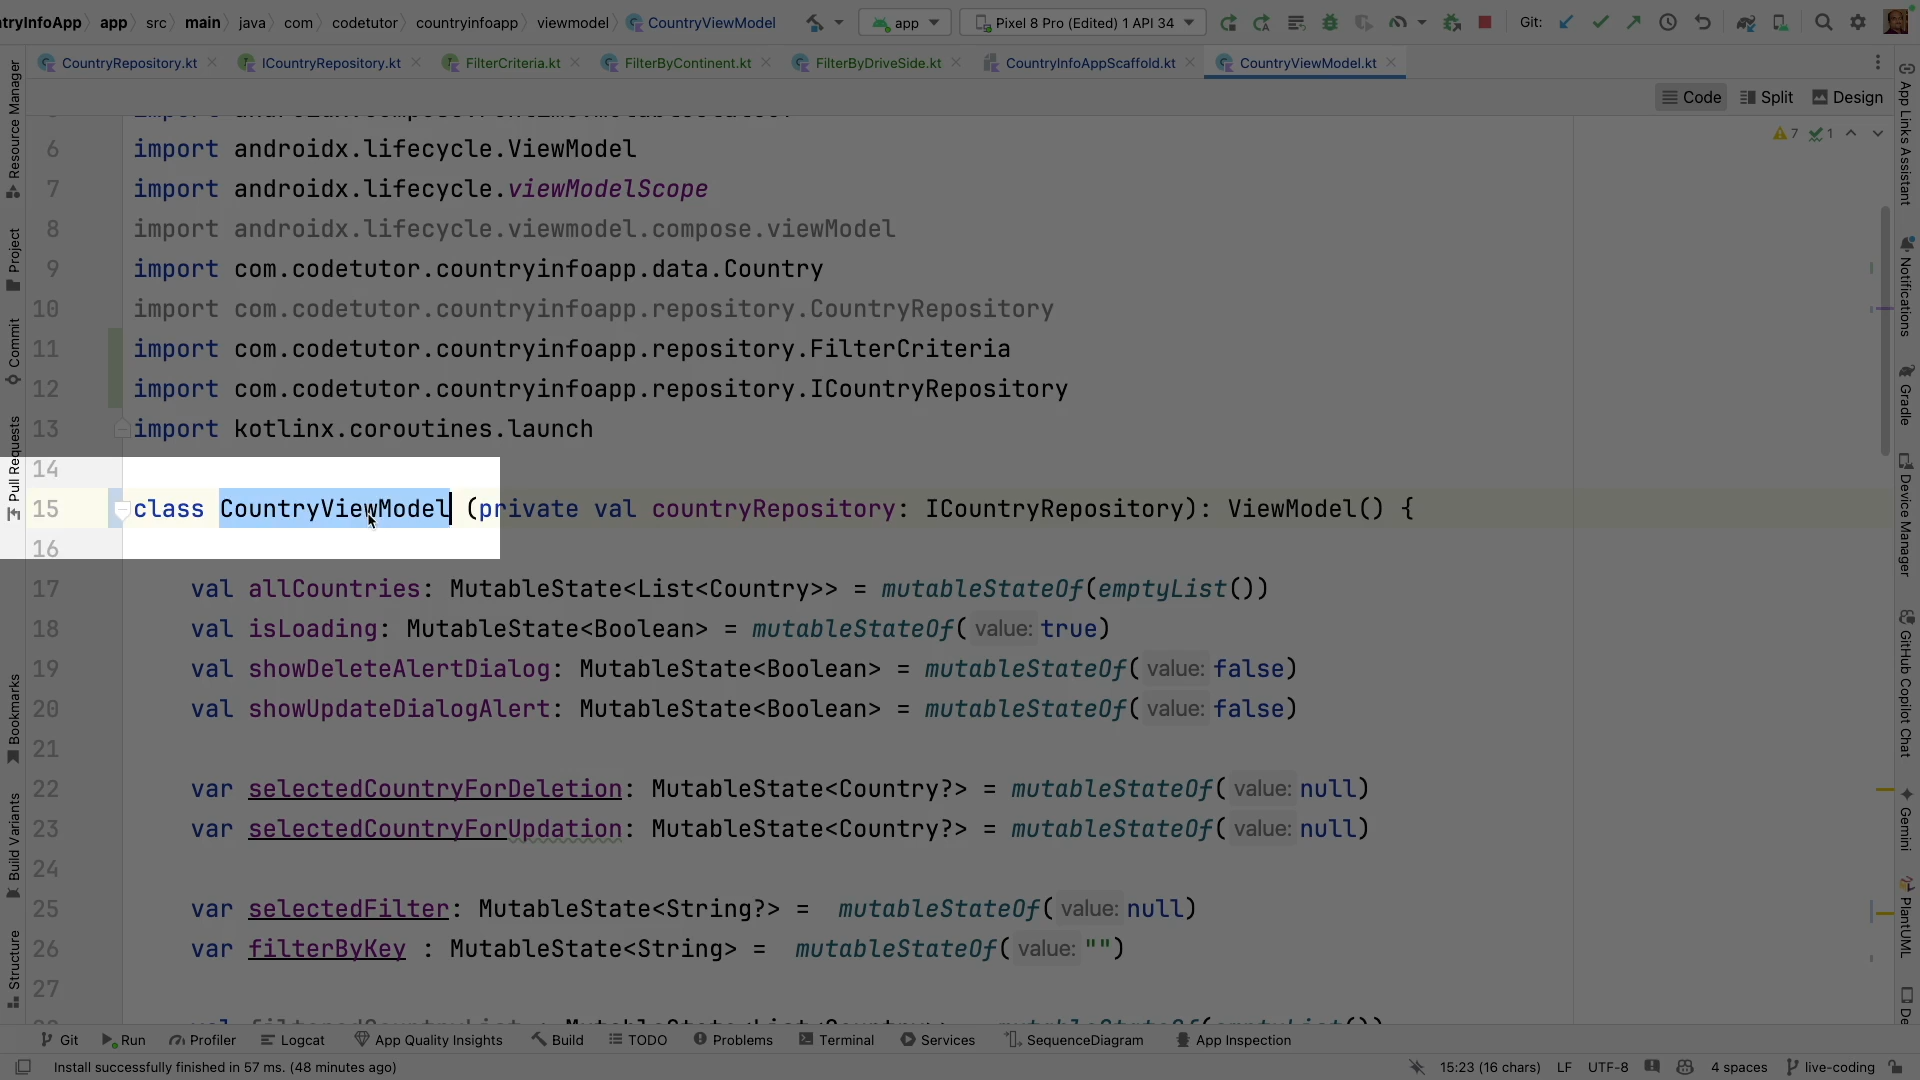 ntryInfoApp app src main java com codetutor countryinfoapp viewmodel CountryViewModel app Pixel 8 Pro (Edited) 1 API 34 Git:
CountryRepository.kt ICountryRepository.kt FilterCriteria.kt FilterByContinent.kt FilterByDriveSide.kt CountryInfoAppScaffold.kt CountryViewModel.kt
Code Split Design
7 1
6 import androidx.lifecycle.ViewModel
7 import androidx.lifecycle.viewModelScope
8 import androidx.lifecycle.viewmodel.compose.viewModel
9 import com.codetutor.countryinfoapp.data.Country
10 import com.codetutor.countryinfoapp.repository.CountryRepository
11 import com.codetutor.countryinfoapp.repository.FilterCriteria
12 import com.codetutor.countryinfoapp.repository.ICountryRepository
13 import kotlinx.coroutines.launch
14
15 class CountryViewModel (private val countryRepository: ICountryRepository): ViewModel() {
16
17 val allCountries: MutableState<List<Country>> = mutableStateOf(emptyList())
18 val isLoading: MutableState<Boolean> = mutableStateOf( value: true)
19 val showDeleteAlertDialog: MutableState<Boolean> = mutableStateOf( value: false)
20 val showUpdateDialogAlert: MutableState<Boolean> = mutableStateOf( value: false)
21
22 var selectedCountryForDeletion: MutableState<Country?> = mutableStateOf( value: null)
23 var selectedCountryForUpdation: MutableState<Country?> = mutableStateOf( value: null)
24
25 var selectedFilter: MutableState<String?> = mutableStateOf( value: null)
26 var filterByKey : MutableState<String> = mutableStateOf( value: "")
27
Resource Manager
Project
Commit
Pull Requests
Bookmarks
Build Variants
Structure
App Links Assistant
Notifications
Gradle
Device Manager
GitHub Copilot Chat
Gemini
PlantUML
De
Git Run Profiler Logcat App Quality Insights Build TODO Problems Terminal Services SequenceDiagram App Inspection
Install successfully finished in 57 ms. (48 minutes ago) 15:23 (16 chars) LF UTF-8 4 spaces live-coding